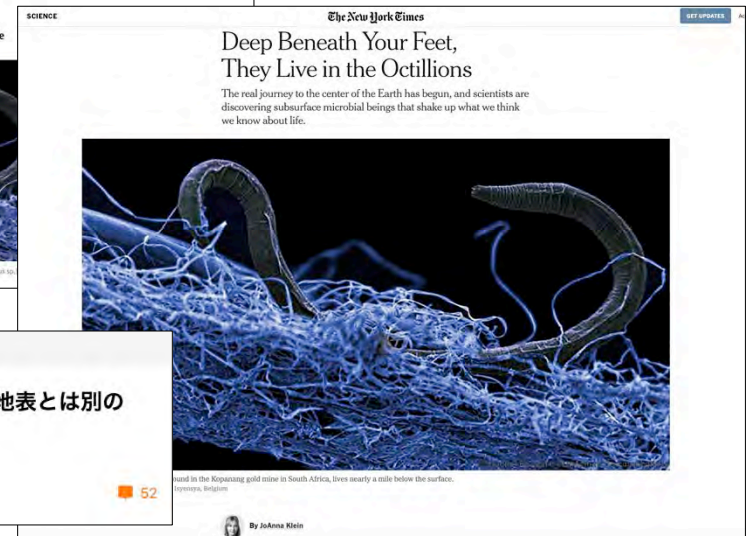 SCIENCE
The New York Times
GET UPDATES
Deep Beneath Your Feet,
They Live in the Octillions
The real journey to the center of the Earth has begun, and scientists are
discovering subsurface microbial beings that shake up what we think
we know about life.
地表とは別の
52
ound in the Kopanang gold mine in South Africa, lives nearly a mile below the surface.
Belgium
By JoAnna Klein